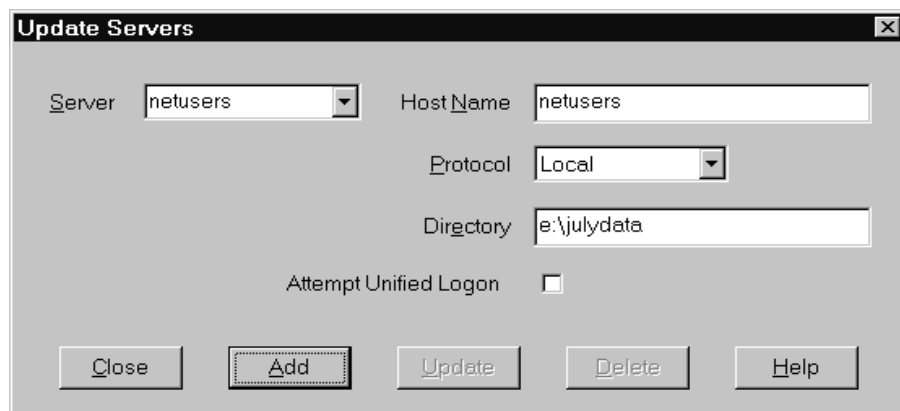 Update Servers
Server netusers Host Name netusers
Protocol Local
Directory e:\julydata
Attempt Unified Logon
Close Add Update Delete Help